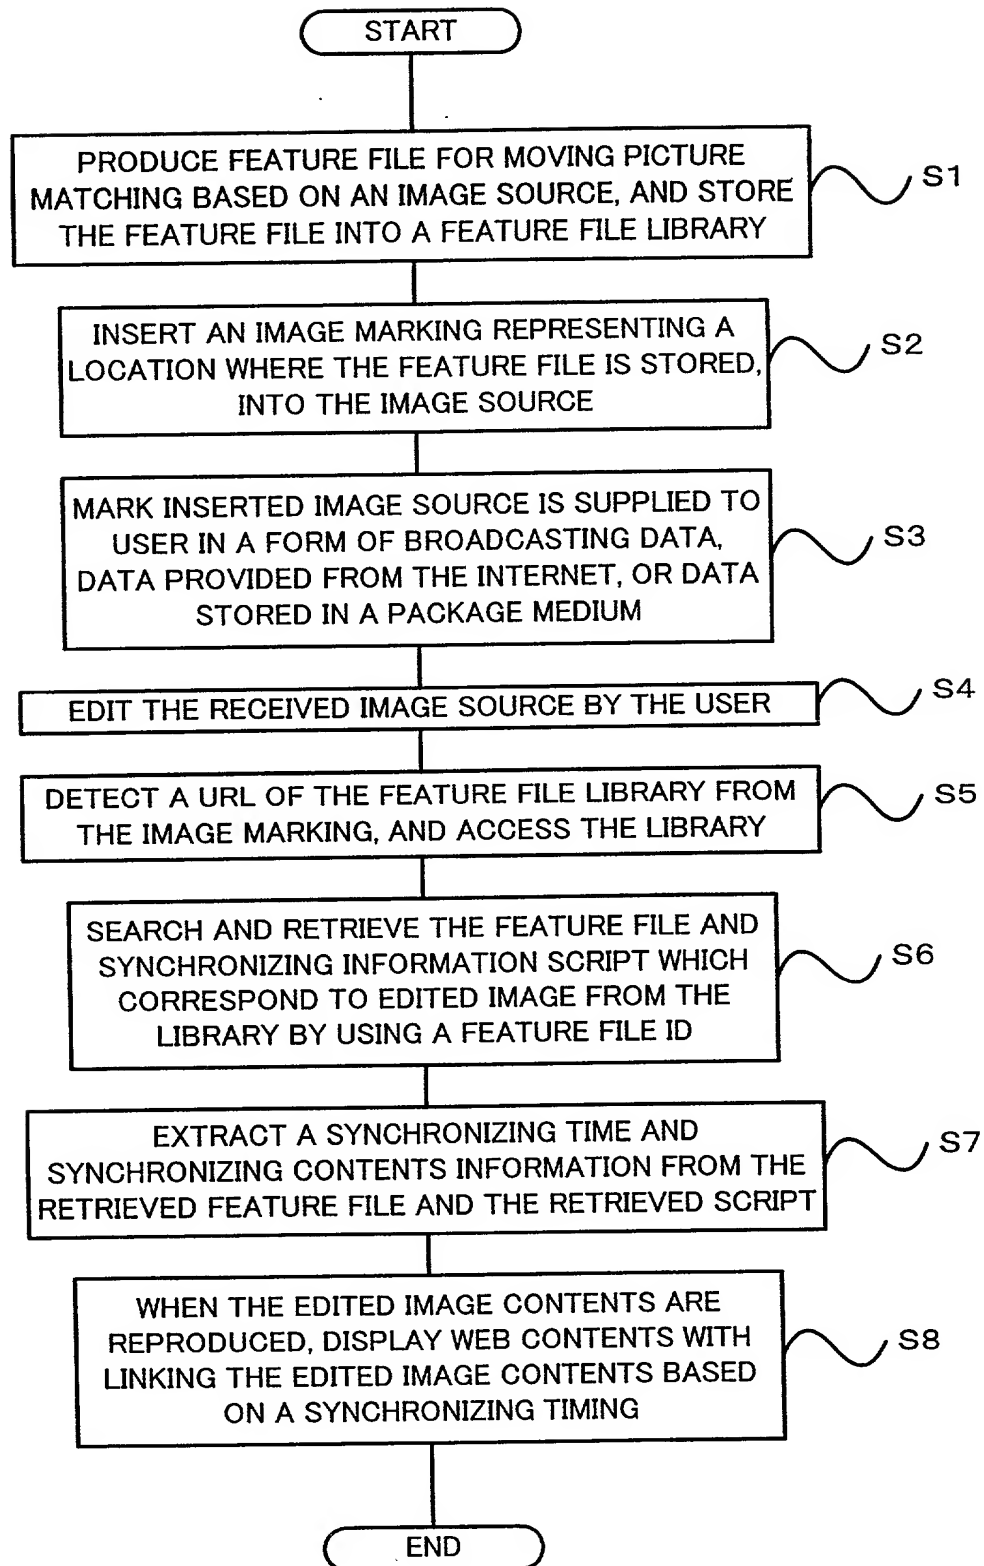 START
PRODUCE FEATURE FILE FOR MOVING PICTURE
MATCHING BASED ON AN IMAGE SOURCE, AND STORE
THE FEATURE FILE INTO A FEATURE FILE LIBRARY
S1
INSERT AN IMAGE MARKING REPRESENTING A
LOCATION WHERE THE FEATURE FILE IS STORED,
INTO THE IMAGE SOURCE
S2
MARK INSERTED IMAGE SOURCE IS SUPPLIED TO
USER IN A FORM OF BROADCASTING DATA,
DATA PROVIDED FROM THE INTERNET, OR DATA
STORED IN A PACKAGE MEDIUM
S3
EDIT THE RECEIVED IMAGE SOURCE BY THE USER
S4
DETECT A URL OF THE FEATURE FILE LIBRARY FROM
THE IMAGE MARKING, AND ACCESS THE LIBRARY
S5
SEARCH AND RETRIEVE THE FEATURE FILE AND
SYNCHRONIZING INFORMATION SCRIPT WHICH
CORRESPOND TO EDITED IMAGE FROM THE
LIBRARY BY USING A FEATURE FILE ID
S6
EXTRACT A SYNCHRONIZING TIME AND
SYNCHRONIZING CONTENTS INFORMATION FROM THE
RETRIEVED FEATURE FILE AND THE RETRIEVED SCRIPT
S7
WHEN THE EDITED IMAGE CONTENTS ARE
REPRODUCED, DISPLAY WEB CONTENTS WITH
LINKING THE EDITED IMAGE CONTENTS BASED
ON A SYNCHRONIZING TIMING
S8
END